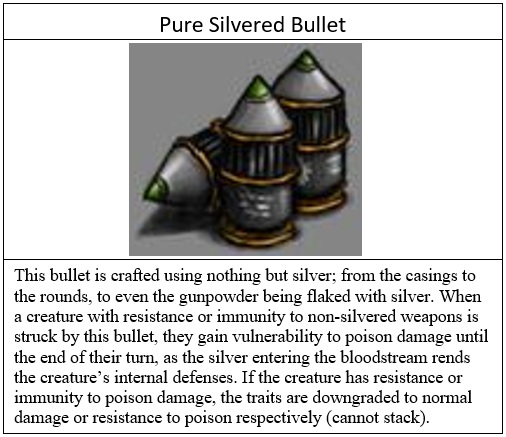 Pure Silvered Bullet
This bullet is crafted using nothing but silver; from the casings to
the rounds, to even the gunpowder being flaked with silver. When
a creature with resistance or immunity to non-silvered weapons is
struck by this bullet, they gain vulnerability to poison damage until
the end of their turn, as the silver entering the bloodstream rends
the creature’s internal defenses. If the creature has resistance or
immunity to poison damage, the traits are downgraded to normal
damage or resistance to poison respectively (cannot stack).